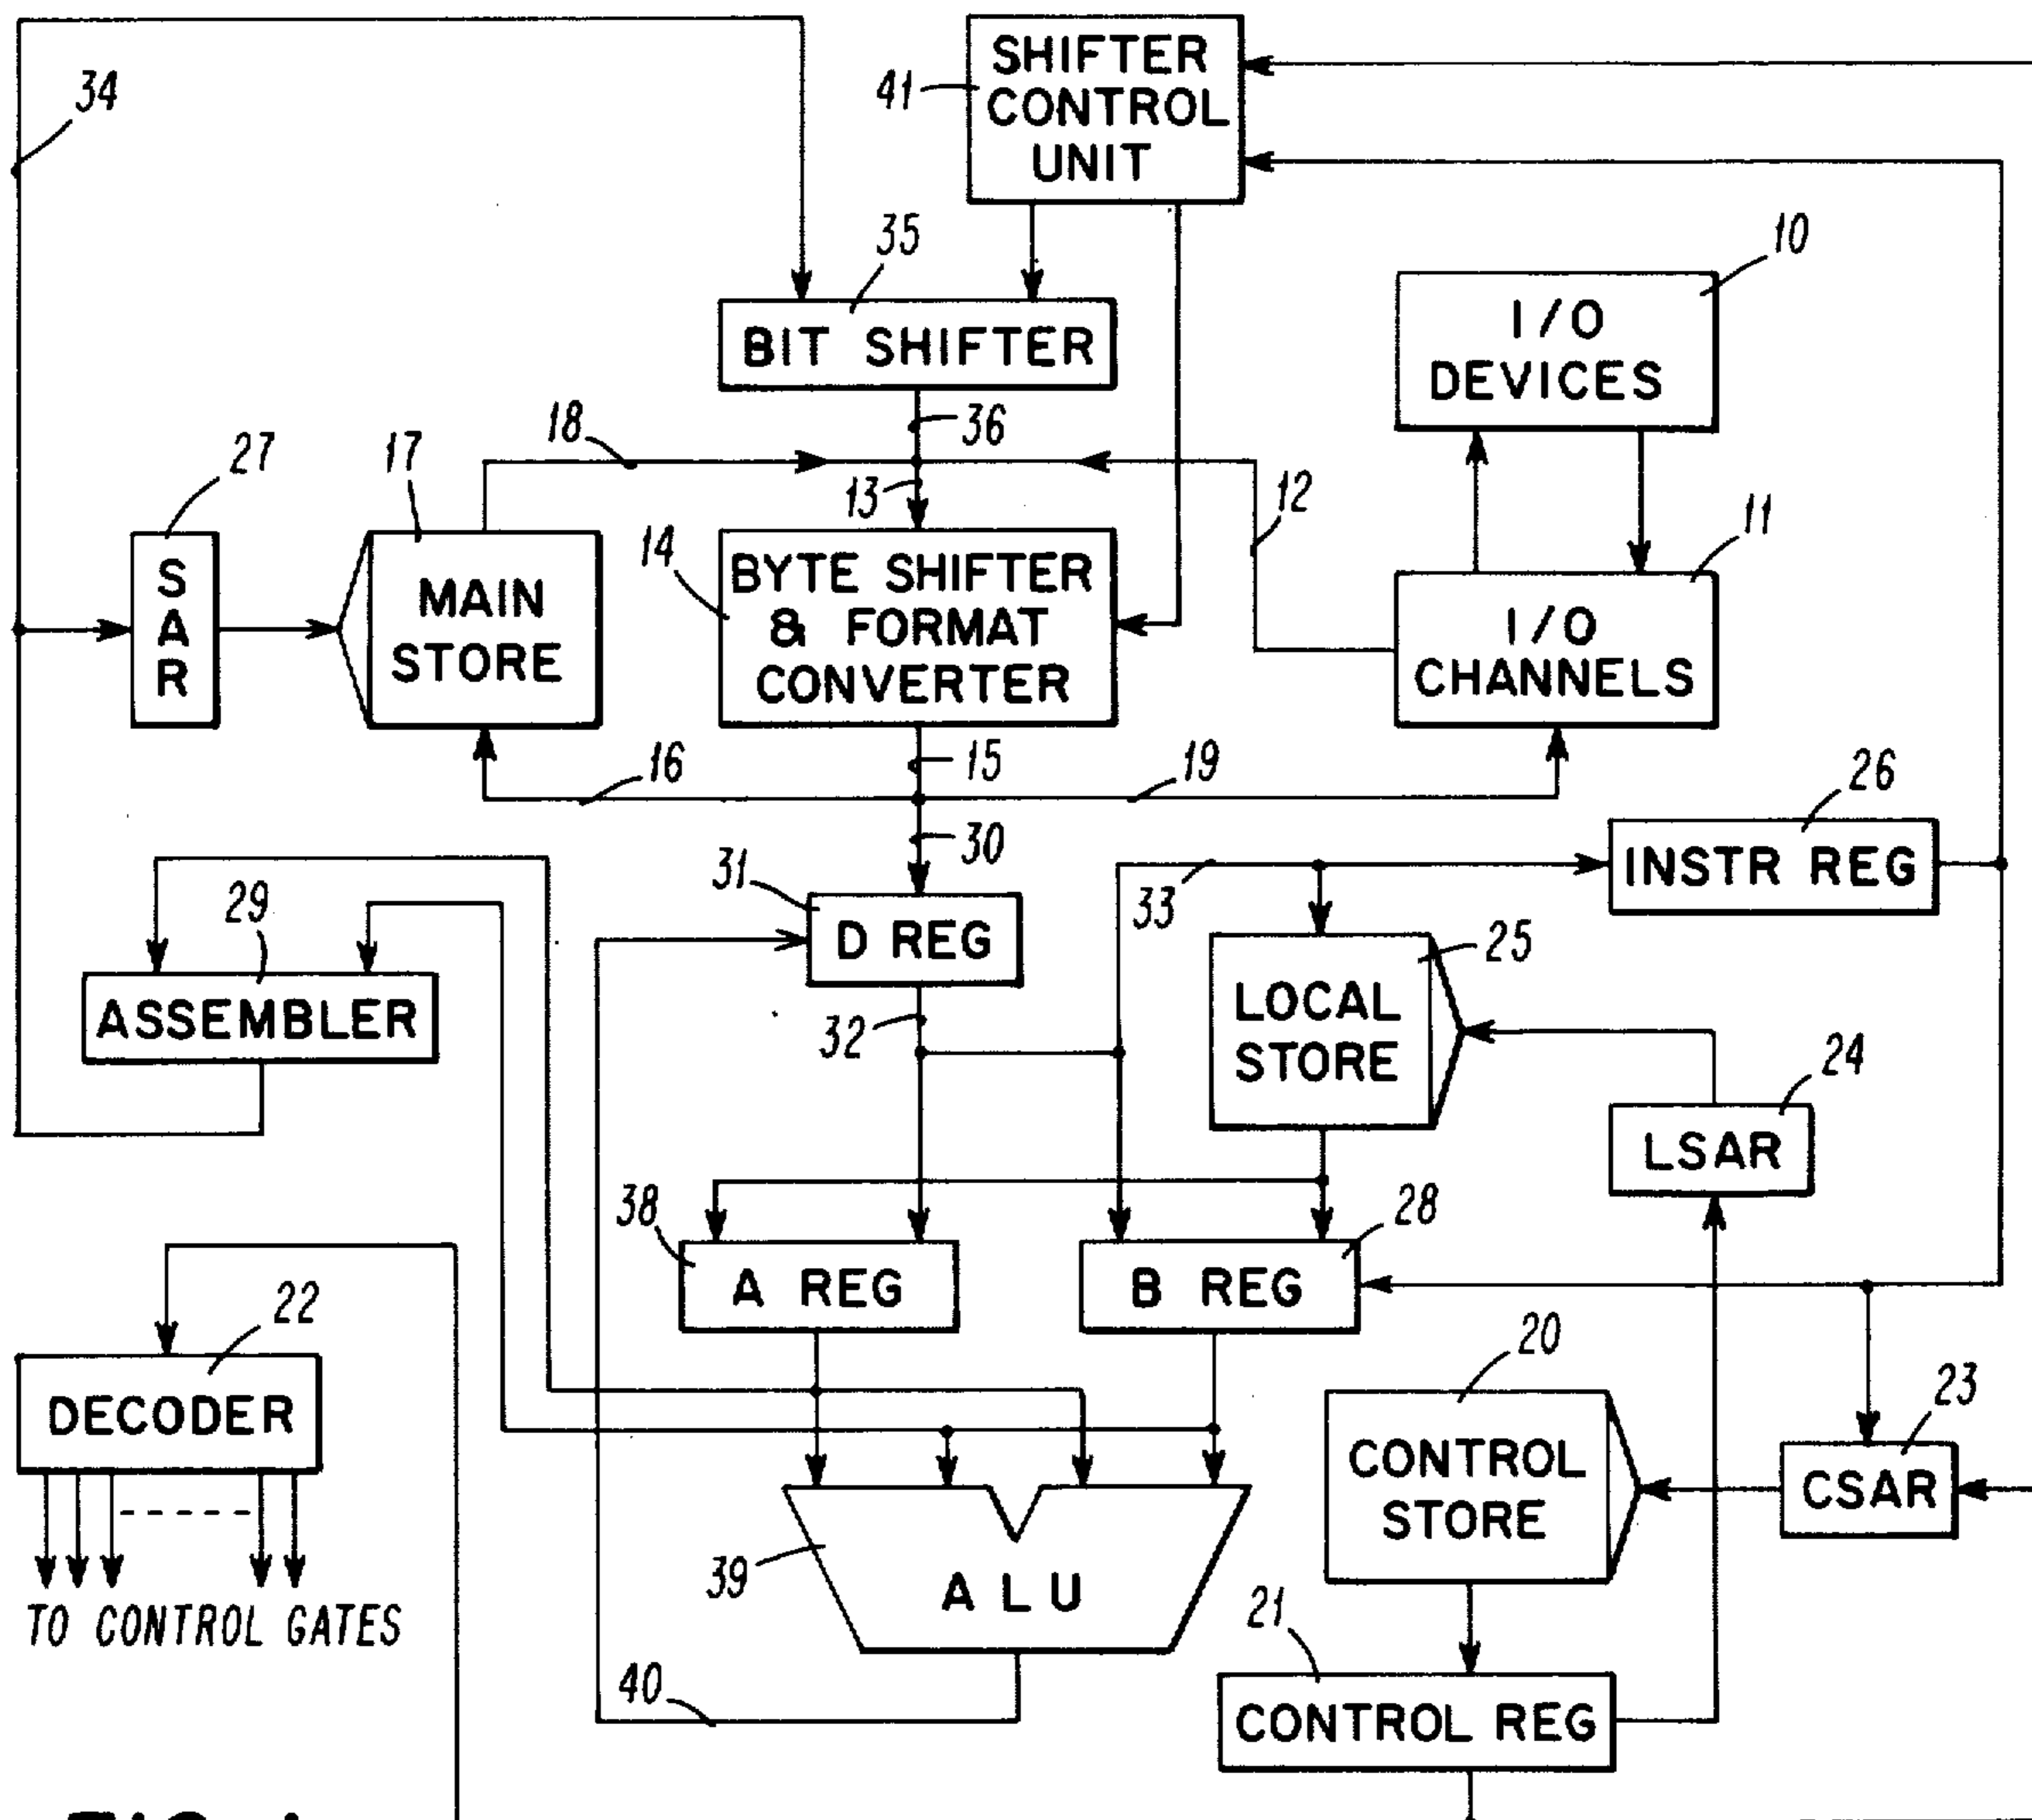 34
41
SHIFTER
CONTROL
UNIT
35
10
BIT SHIFTER
I/O
DEVICES
36
18
27
17
13
12
11
14
SAR
MAIN
STORE
BYTE SHIFTER
& FORMAT
CONVERTER
I/O
CHANNELS
16
15
19
26
30
INSTR REG
31
33
29
D REG
25
ASSEMBLER
32
LOCAL
STORE
24
LSAR
38
28
A REG
B REG
22
20
DECODER
23
CONTROL
STORE
CSAR
39
ALU
TO CONTROL GATES
21
40
CONTROL REG